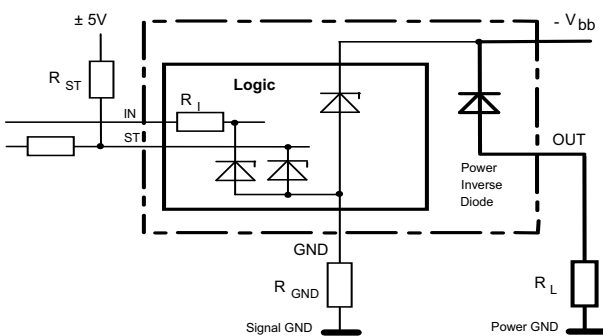 ± 5V
- V bb
R ST
Logic
IN
R I
ST
OUT
Power
Inverse
Diode
GND
R GND
R L
Signal GND
Power GND